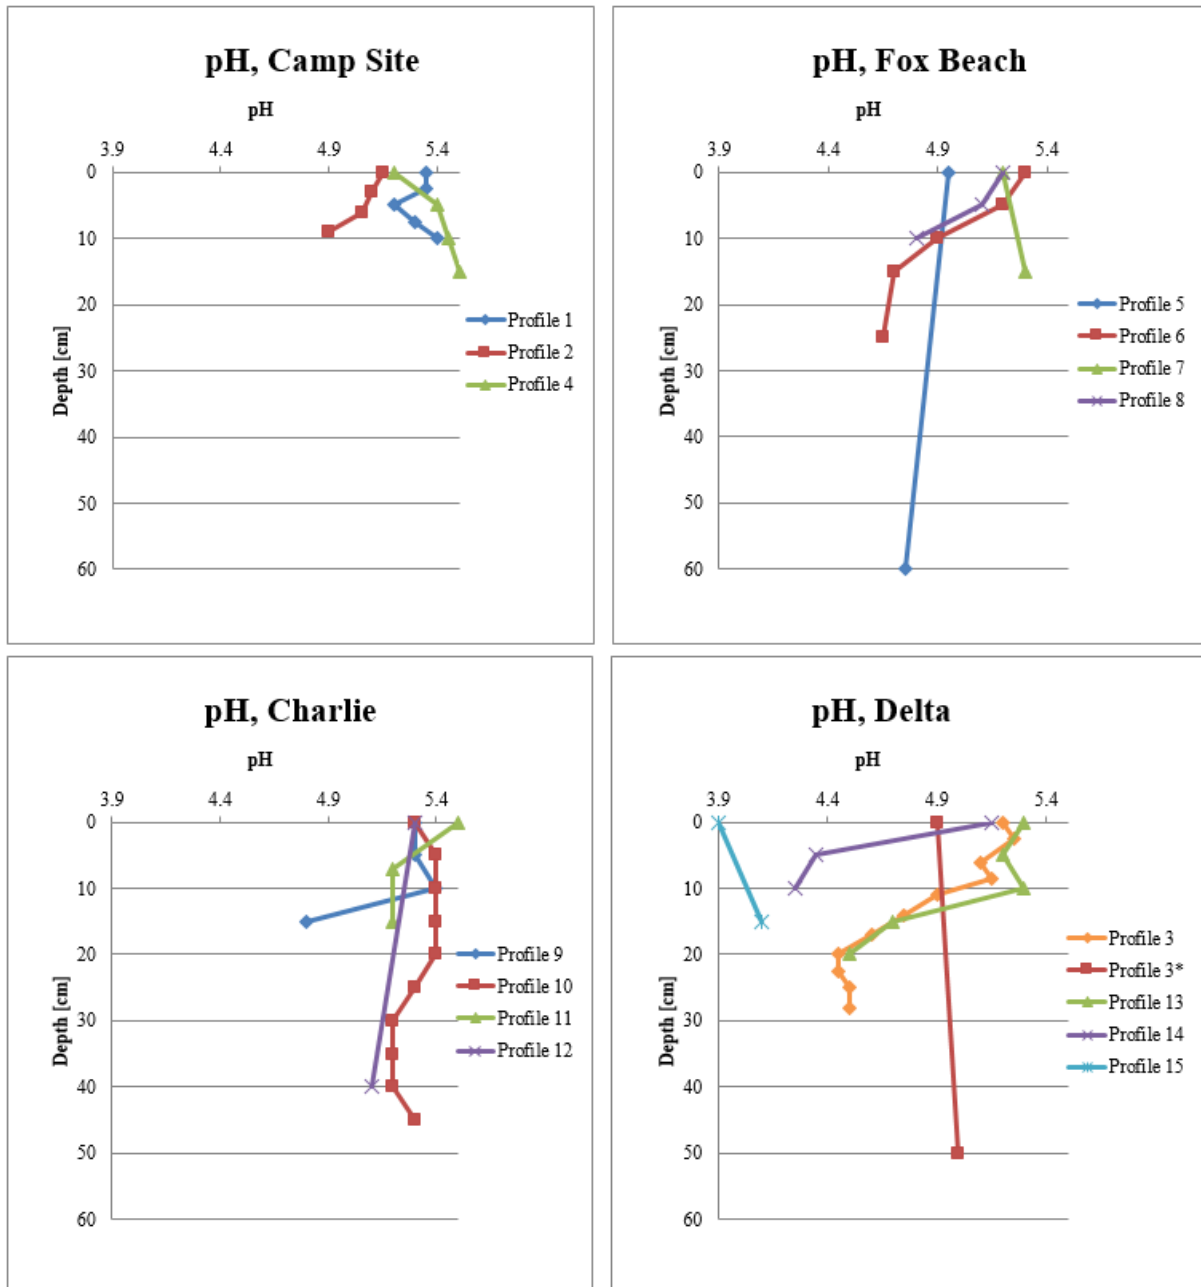 pH, Camp Site
pH
3.9 4.4 4.9 5.4
0
10
20
30
40
50
60
Depth [cm]
Profile 1
Profile 2
Profile 4
pH, Fox Beach
pH
3.9 4.4 4.9 5.4
0
10
20
30
40
50
60
Depth [cm]
Profile 5
Profile 6
Profile 7
Profile 8
pH, Charlie
pH
3.9 4.4 4.9 5.4
0
10
20
30
40
50
60
Depth [cm]
Profile 9
Profile 10
Profile 11
Profile 12
pH, Delta
pH
3.9 4.4 4.9 5.4
0
10
20
30
40
50
60
Depth [cm]
Profile 3
Profile 3*
Profile 13
Profile 14
Profile 15